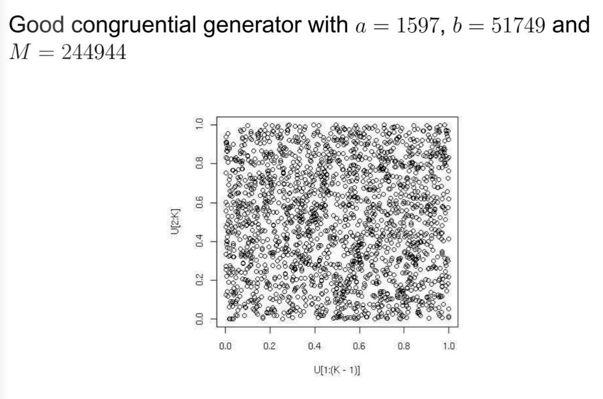 Good congruential generator with a = 1597, b = 51749 and
M = 244944
1.0
0.8
0.6
0.4
0.2
0.0
U[2:K]
0.0 0.2 0.4 0.6 0.8 1.0
U[1:(K - 1)]